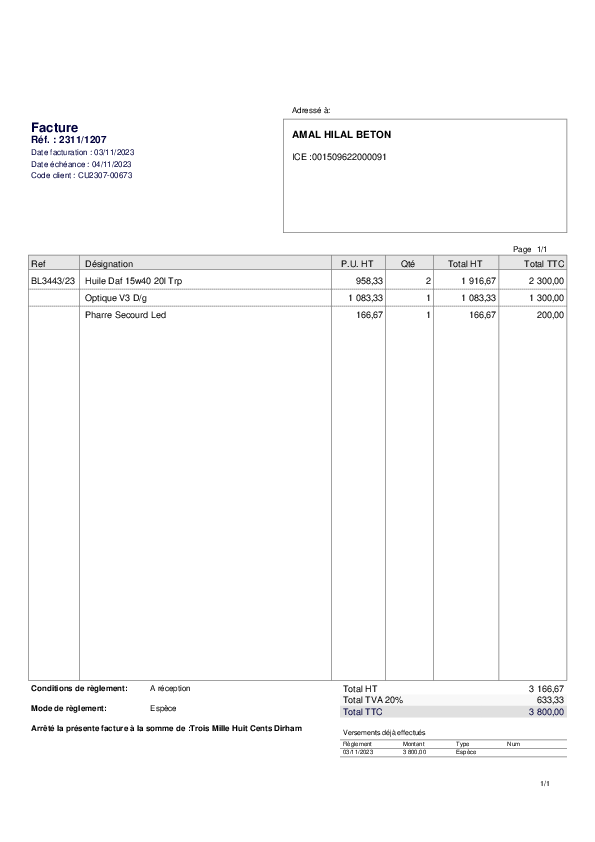 Adressé à:
Facture
Réf. : 2311/1207
Date facturation : 03/11/2023
Date échéance : 04/11/2023
Code client : CU2307-00673
AMAL HILAL BETON
ICE :001509622000091
Page 1/1
Ref Désignation P.U. HT Qté Total HT Total TTC
BL3443/23 Huile Daf 15w40 20l Trp 958,33 2 1 916,67 2 300,00
Optique V3 D/g 1 083,33 1 1 083,33 1 300,00
Pharre Secourd Led 166,67 1 166,67 200,00
Conditions de règlement: A réception
Mode de règlement: Espèce
Arrêté la présente facture à la somme de :Trois Mille Huit Cents Dirham
Total HT 3 166,67
Total TVA 20% 633,33
Total TTC 3 800,00
Versements déjà effectués
Règlement Montant Type Num
03/11/2023 3 800,00 Espèce
1/1